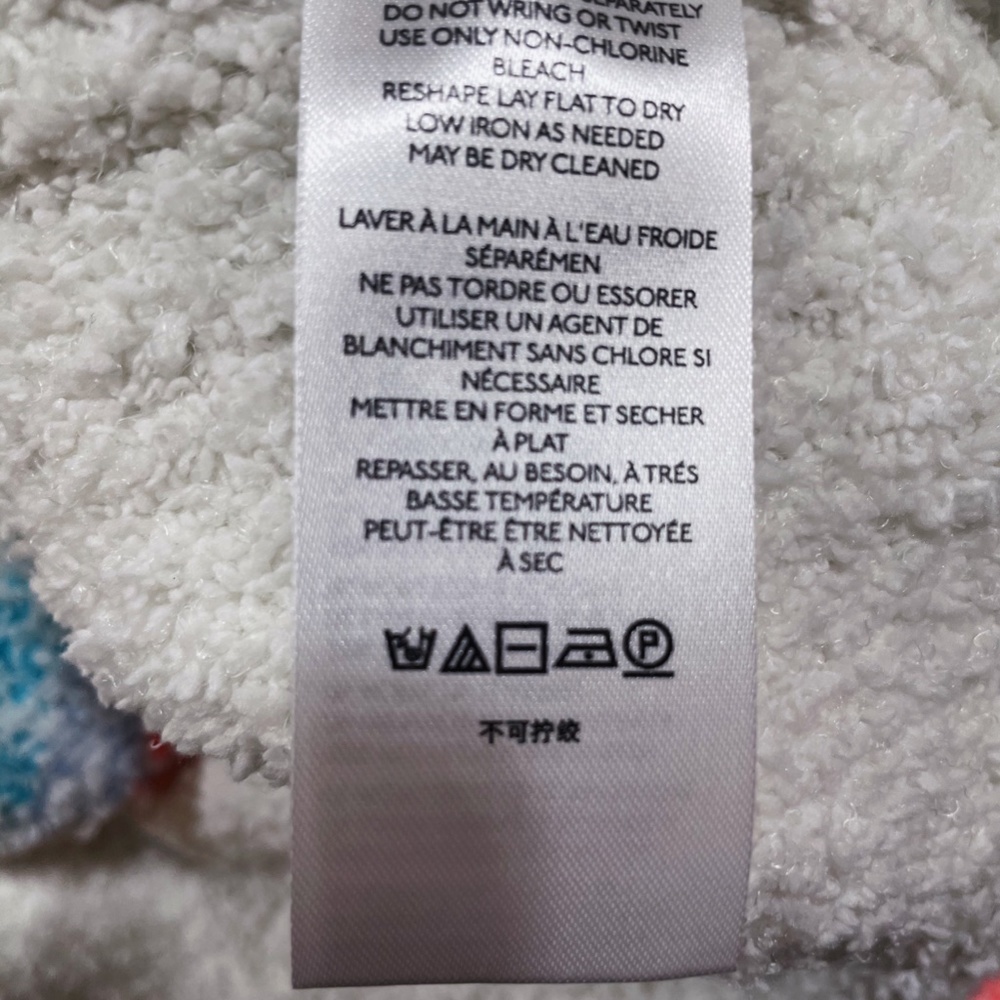 SEPARATELY
DO NOT WRING OR TWIST
USE ONLY NON-CHLORINE
BLEACH
RESHAPE LAY FLAT TO DRY
LOW IRON AS NEEDED
MAY BE DRY CLEANED
LAVER À LA MAIN À L'EAU FROIDE
SÉPARÉMEN
NE PAS TORDRE OU ESSORER
UTILISER UN AGENT DE
BLANCHIMENT SANS CHLORE SI
NÉCESSAIRE
METTRE EN FORME ET SECHER
À PLAT
REPASSER, AU BESOIN, À TRÉS
BASSE TEMPÉRATURE
PEUT-ÊTRE ÊTRE NETTOYÉE
À SEC
P
不可拧绞